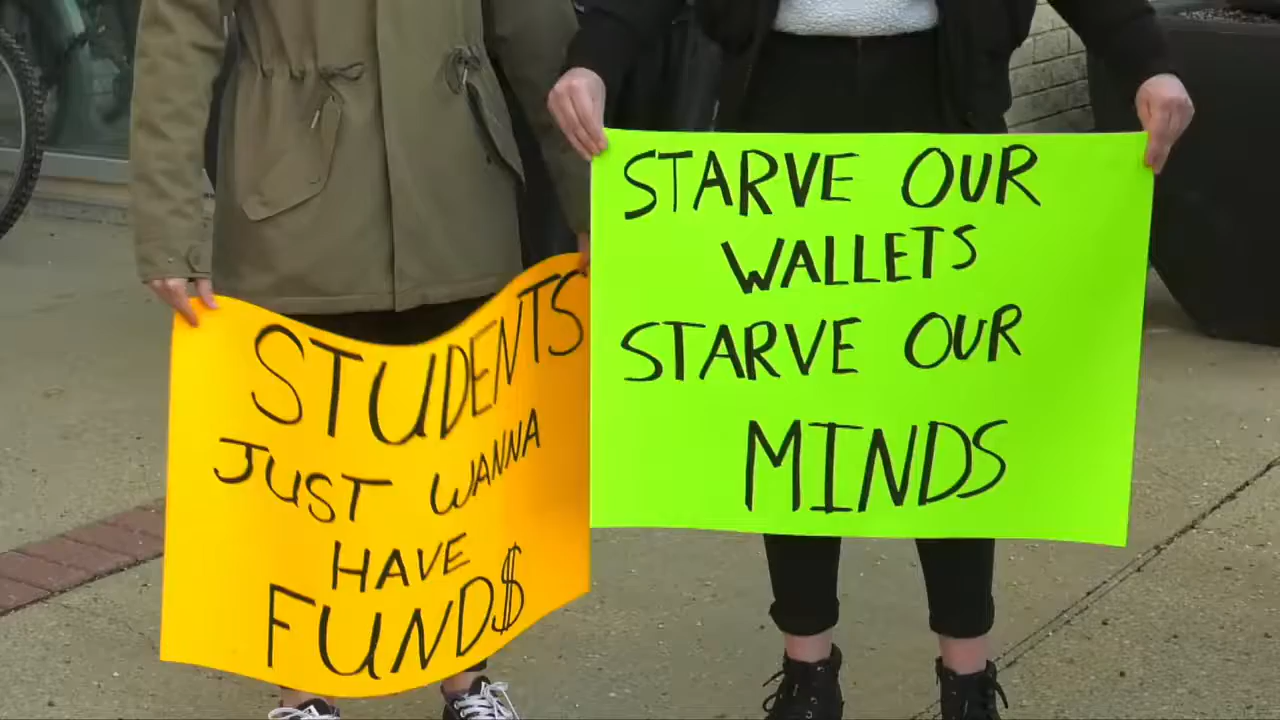 STUDENTS
JUST WANNA
HAVE
FUND$
STARVE OUR
WALLETS
STARVE OUR
MINDS